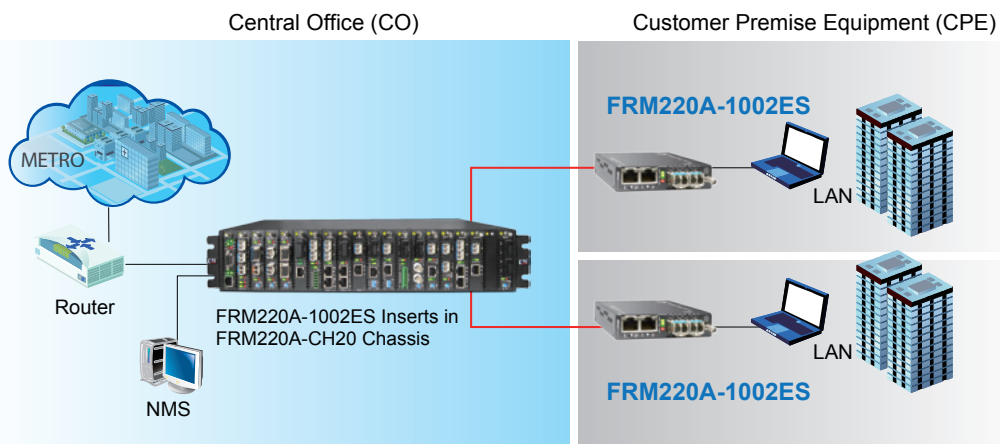 Central Office (CO)
Customer Premise Equipment (CPE)
METRO
Router
NMS
FRM220A-1002ES Inserts in
FRM220A-CH20 Chassis
FRM220A-1002ES
LAN
LAN
FRM220A-1002ES